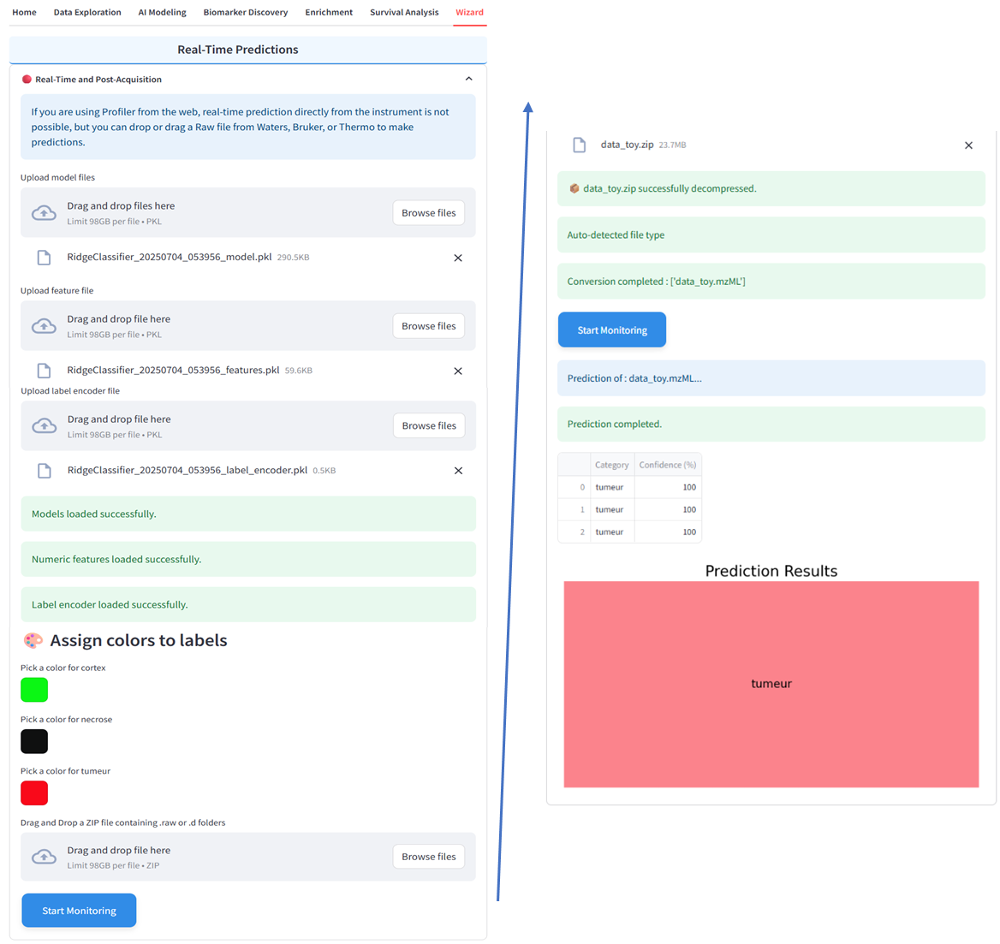 Home Data Exploration AI Modeling Biomarker Discovery Enrichment Survival Analysis Wizard
Real-Time Predictions
Real-Time and Post-Acquisition
If you are using Profiler from the web, real-time prediction directly from the instrument is not
possible, but you can drop or drag a Raw file from Waters, Bruker, or Thermo to make
predictions.
Upload model files
Drag and drop files here
Limit 98GB per file • PKL
Browse files
RidgeClassifier_20250704_053956_model.pkl 290.5KB
Upload feature file
Drag and drop file here
Limit 98GB per file • PKL
Browse files
RidgeClassifier_20250704_053956_features.pkl 59.6KB
Upload label encoder file
Drag and drop file here
Limit 98GB per file • PKL
Browse files
RidgeClassifier_20250704_053956_label_encoder.pkl 0.5KB
Models loaded successfully.
Numeric features loaded successfully.
Label encoder loaded successfully.
Assign colors to labels
Pick a color for cortex
Pick a color for necrose
Pick a color for tumeur
Drag and Drop a ZIP file containing .raw or .d folders
Drag and drop file here
Limit 98GB per file • ZIP
Browse files
Start Monitoring
data_toy.zip 23.7MB
data_toy.zip successfully decompressed.
Auto-detected file type
Conversion completed : ['data_toy.mzML']
Start Monitoring
Prediction of : data_toy.mzML...
Prediction completed.
Category Confidence (%)
0 tumeur 100
1 tumeur 100
2 tumeur 100
Prediction Results
tumeur